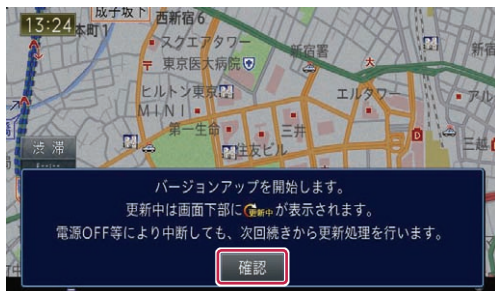 13:24
成子坂下
西新宿6
本町1
スクエアタワー
新宿署
〒 東京医大病院
大
ヒルトン東京
エルタワー
MINI
第一生命
三井
渋滞
住友ビル
D
三越
バージョンアップを開始します。
更新中は画面下部に更新中が表示されます。
電源OFF等により中断しても、次回続きから更新処理を行います。
確認